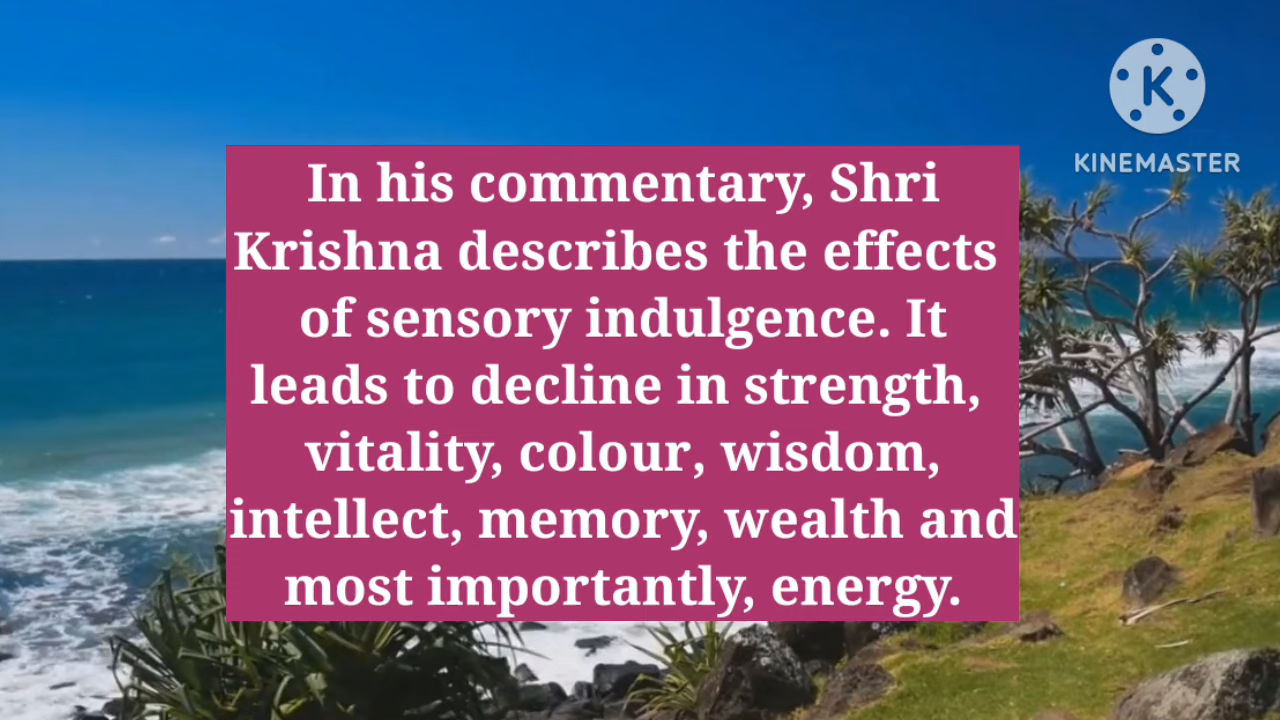 KINEMASTER
In his commentary, Shri
Krishna describes the effects
of sensory indulgence. It
leads to decline in strength,
vitality, colour, wisdom,
intellect, memory, wealth and
most importantly, energy.